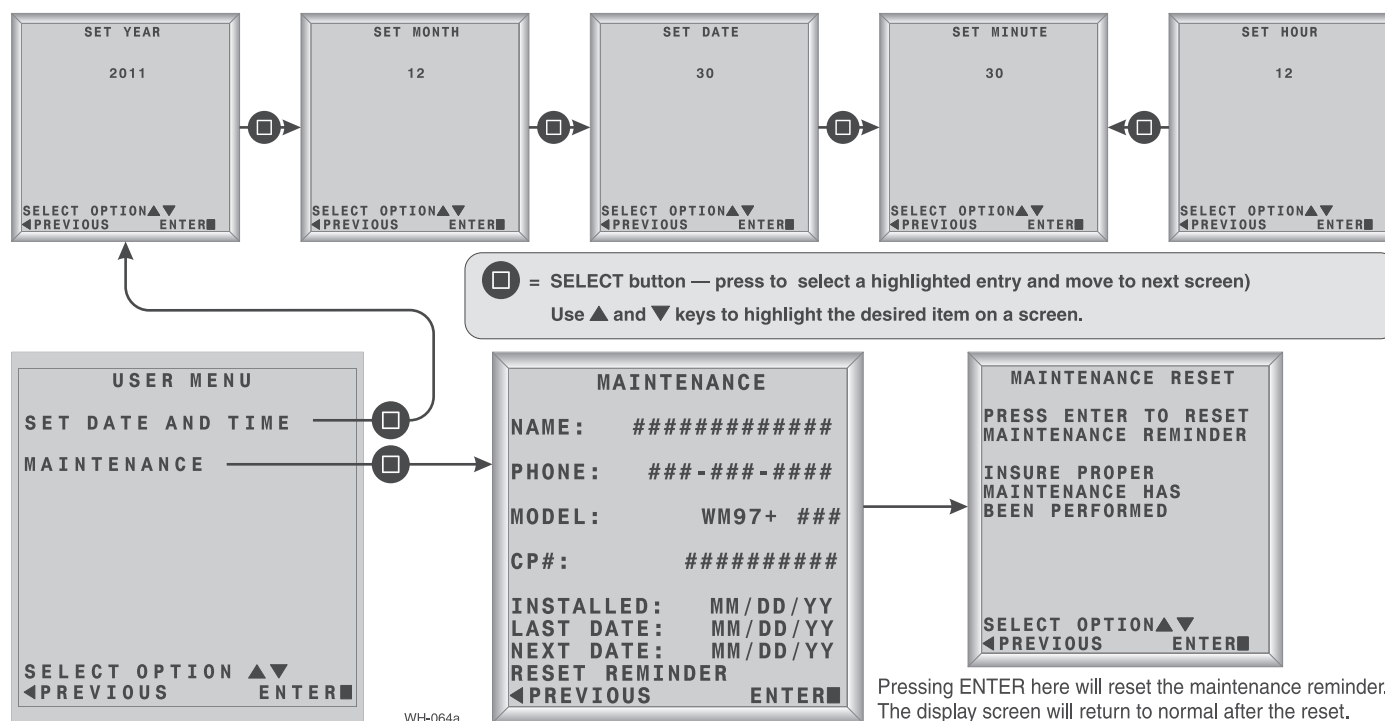 SET YEAR
2011
SELECT OPTION▲▼
◀PREVIOUS ENTER■
SET MONTH
12
SELECT OPTION▲▼
◀PREVIOUS ENTER■
SET DATE
30
SELECT OPTION▲▼
◀PREVIOUS ENTER■
SET MINUTE
30
SELECT OPTION▲▼
◀PREVIOUS ENTER■
SET HOUR
12
SELECT OPTION▲▼
◀PREVIOUS ENTER■
= SELECT button — press to select a highlighted entry and move to next screen)
Use ▲ and ▼ keys to highlight the desired item on a screen.
USER MENU
SET DATE AND TIME
MAINTENANCE
SELECT OPTION ▲▼
◀PREVIOUS ENTER■
WH-064a
MAINTENANCE
NAME: #############
PHONE: ###-###-####
MODEL: WM97+ ###
CP#: ##########
INSTALLED: MM/DD/YY
LAST DATE: MM/DD/YY
NEXT DATE: MM/DD/YY
RESET REMINDER
◀PREVIOUS ENTER■
MAINTENANCE RESET
PRESS ENTER TO RESET
MAINTENANCE REMINDER
INSURE PROPER
MAINTENANCE HAS
BEEN PERFORMED
SELECT OPTION▲▼
◀PREVIOUS ENTER■
Pressing ENTER here will reset the maintenance reminder.
The display screen will return to normal after the reset.